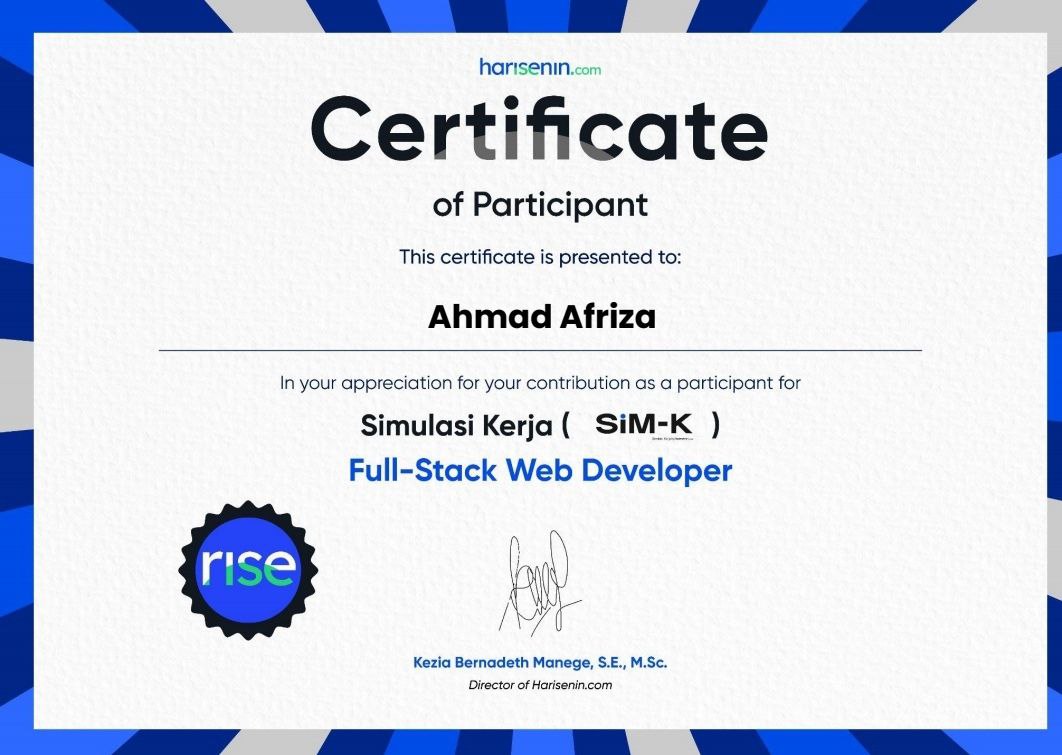 harisenin.com
Certificate
of Participant
This certificate is presented to:
Ahmad Afriza
In your appreciation for your contribution as a participant for
Simulasi Kerja ( SiM-K )
Full-Stack Web Developer
rise
Kezia Bernadeth Manege, S.E., M.Sc.
Director of Harisenin.com